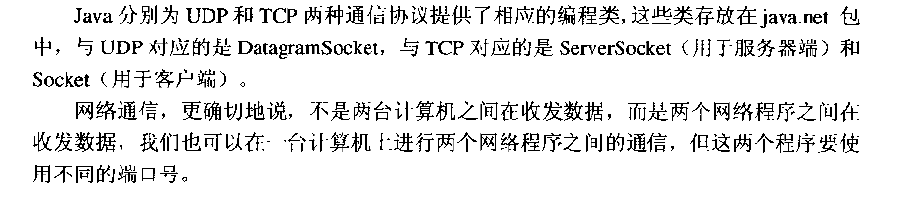 Java 分别为 UDP 和 TCP 两种通信协议提供了相应的编程类，这些类存放在 java.net 包
中，与 UDP 对应的是 DatagramSocket，与 TCP 对应的是 ServerSocket（用于服务器端）和
Socket（用于客户端）。
网络通信，更确切地说，不是两台计算机之间在收发数据，而是两个网络程序之间在
收发数据，我们也可以在一台计算机上进行两个网络程序之间的通信，但这两个程序要使
用不同的端口号。